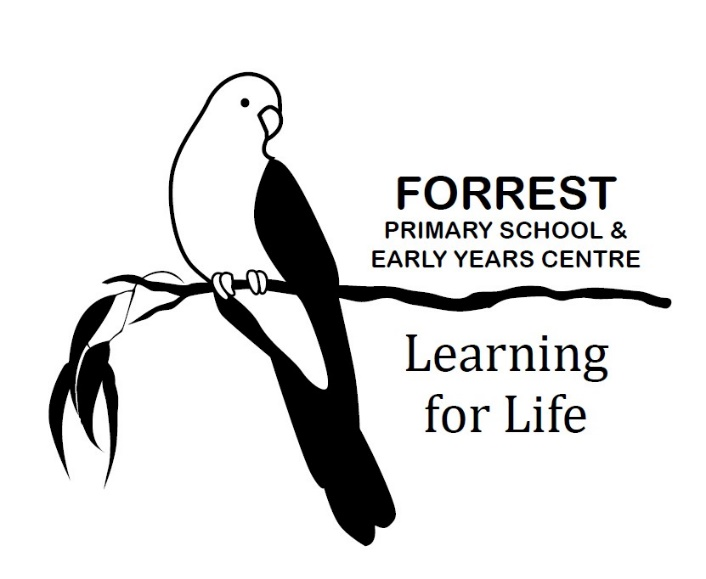 FORREST
PRIMARY SCHOOL &
EARLY YEARS CENTRE
Learning
for Life